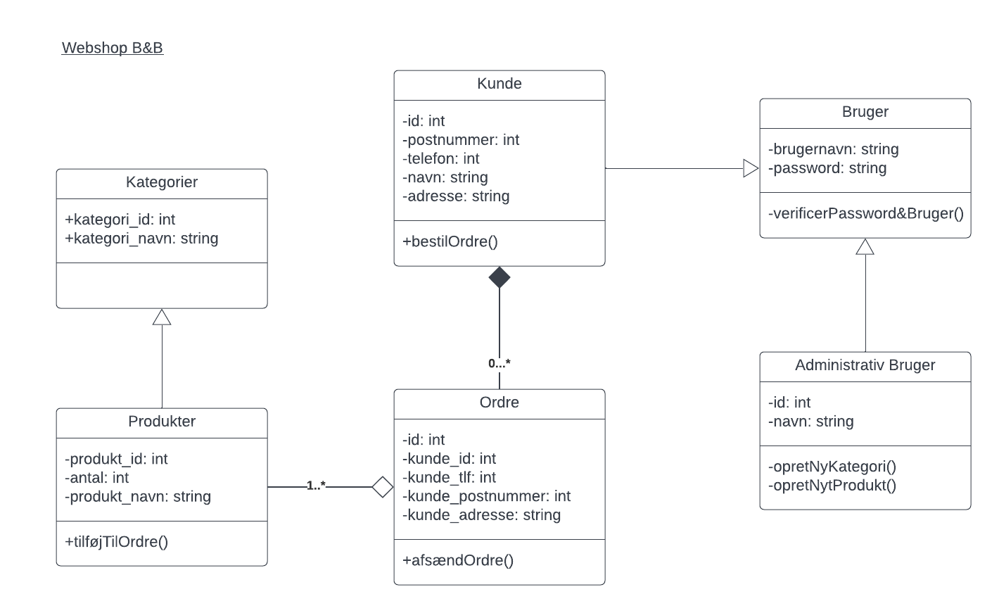 Webshop B&B
Kunde
-id: int
-postnummer: int
-telefon: int
-navn: string
-adresse: string
+bestilOrdre()
Bruger
-brugernavn: string
-password: string
-verificerPassword&Bruger()
Kategorier
+kategori_id: int
+kategori_navn: string
0...*
Administrativ Bruger
-id: int
-navn: string
-opretNyKategori()
-opretNytProdukt()
Produkter
-produkt_id: int
-antal: int
-produkt_navn: string
+tilføjTilOrdre()
1..*
Ordre
-id: int
-kunde_id: int
-kunde_tlf: int
-kunde_postnummer: int
-kunde_adresse: string
+afsændOrdre()